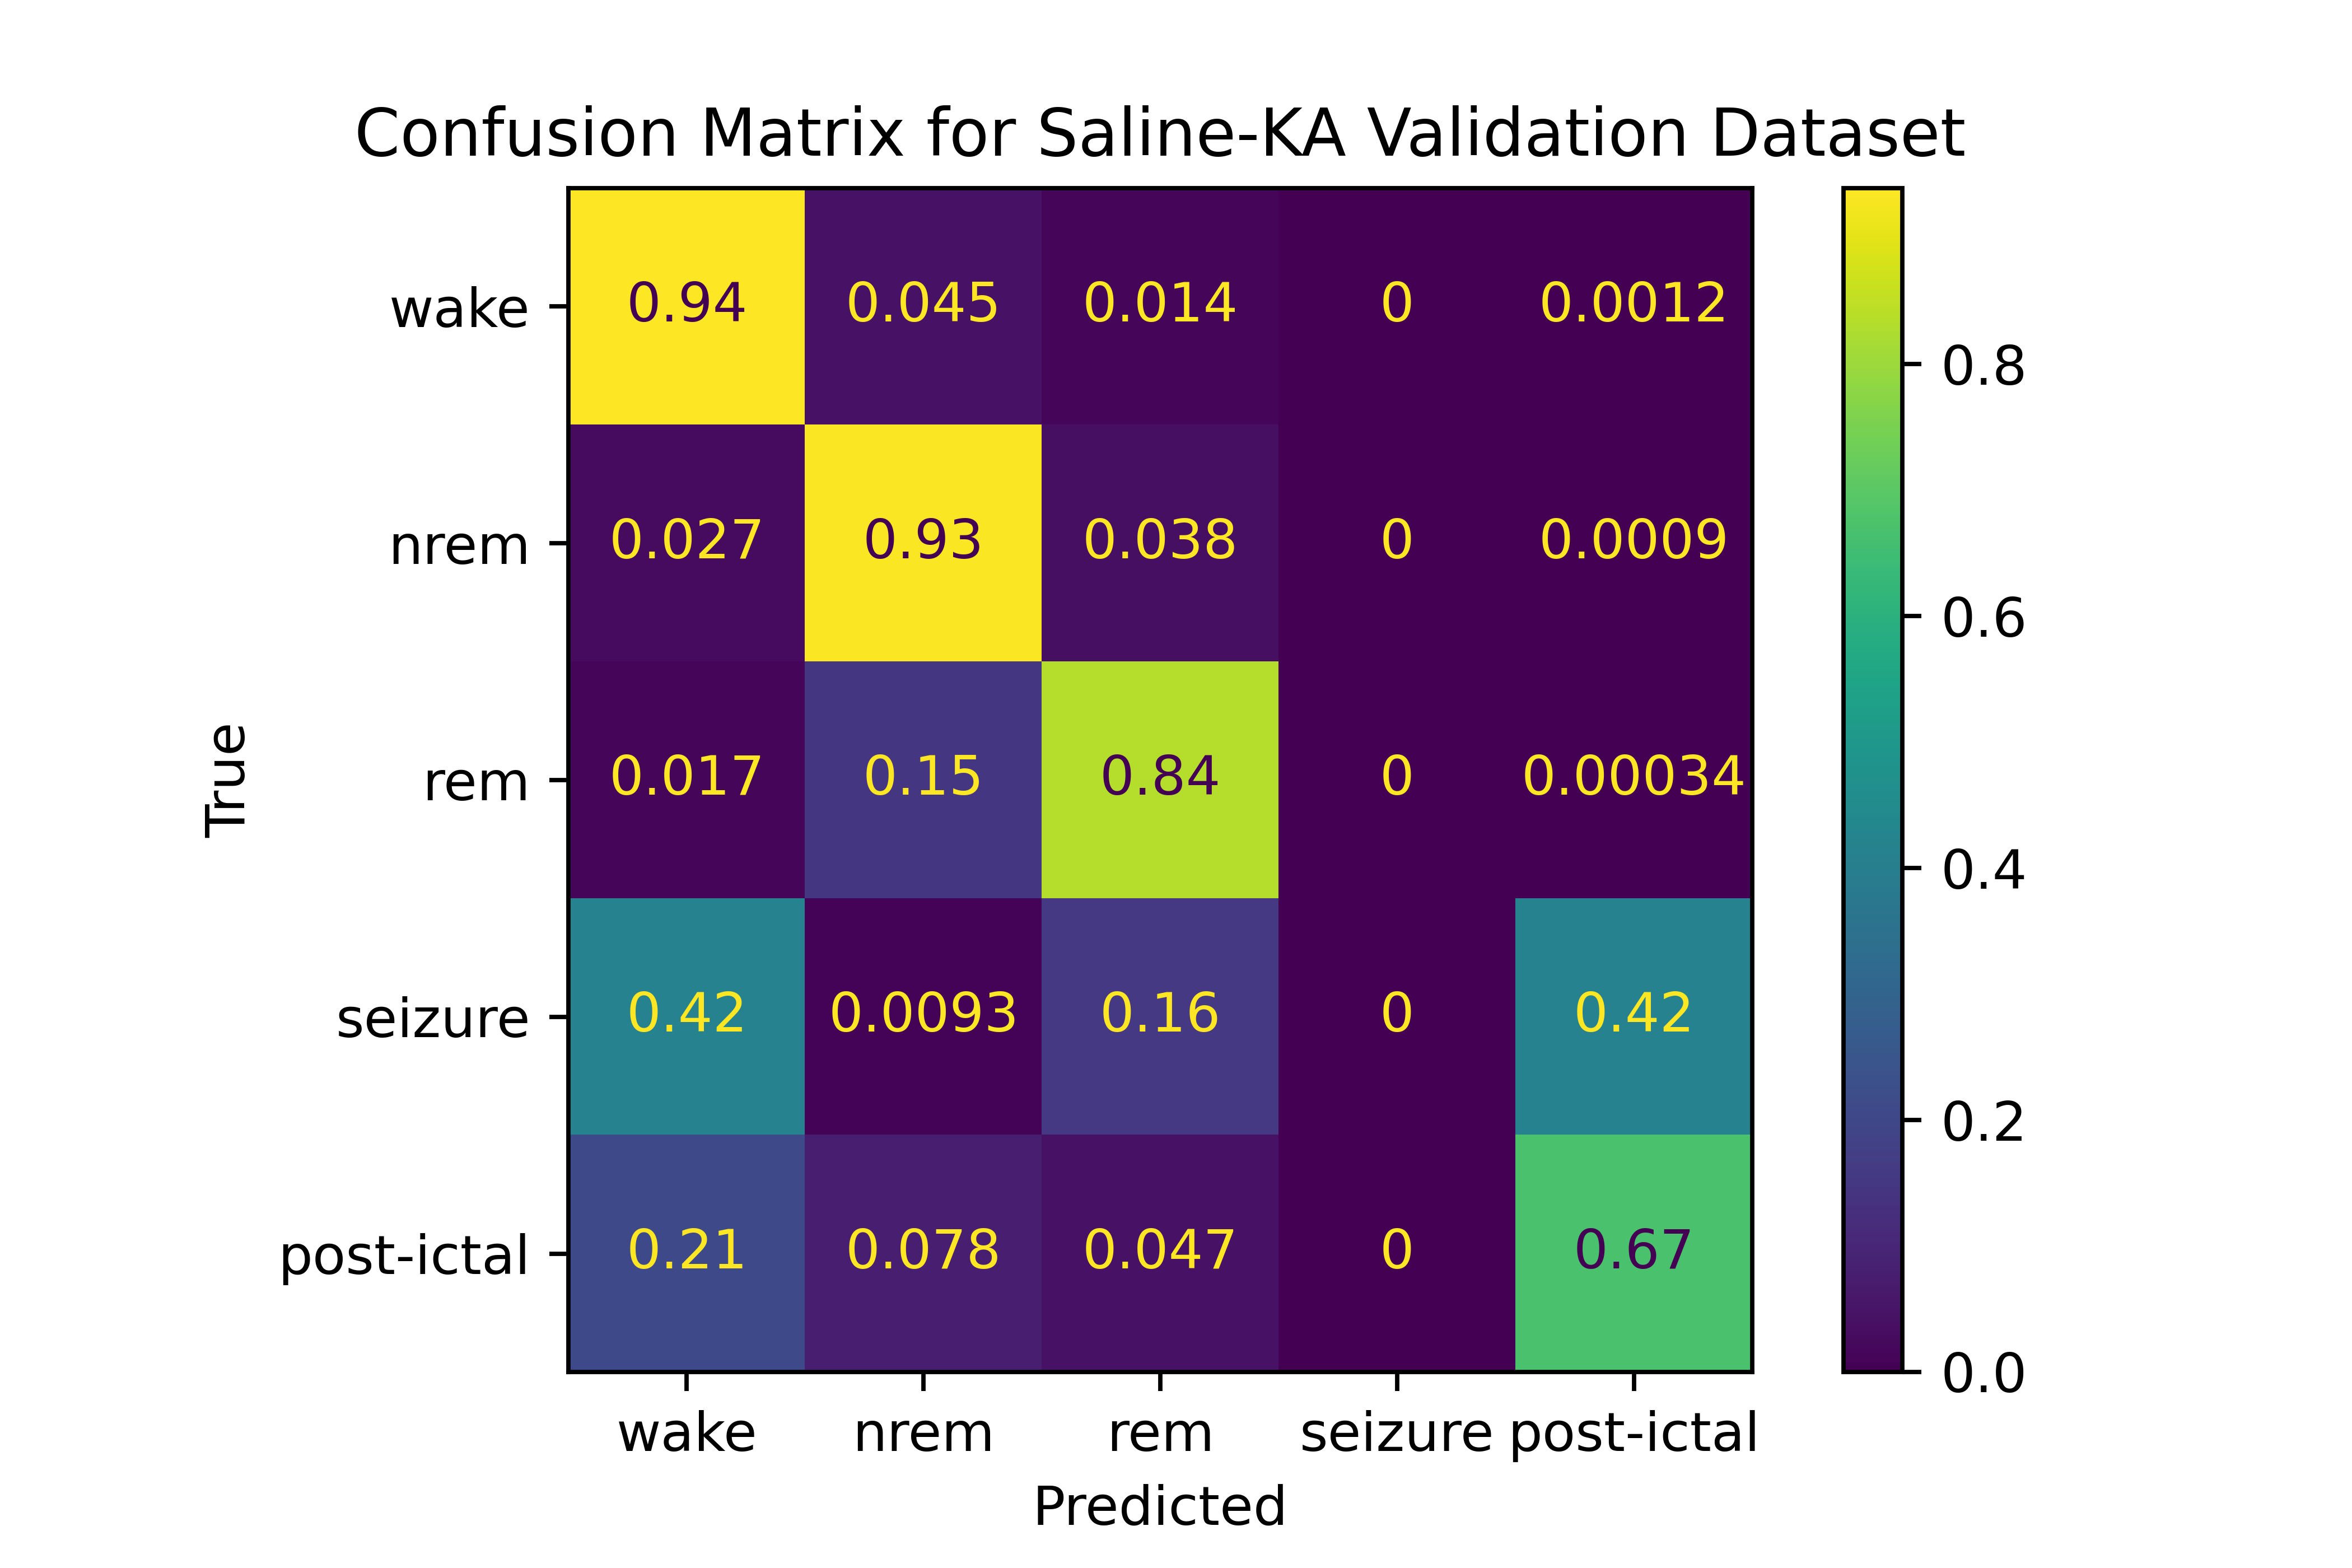 Confusion Matrix for Saline-KA Validation Dataset
wake 0.94 0.045 0.014 0 0.0012
nrem 0.027 0.93 0.038 0 0.0009
rem 0.017 0.15 0.84 0 0.00034
seizure 0.42 0.0093 0.16 0 0.42
post-ictal 0.21 0.078 0.047 0 0.67
wake nrem rem seizure post-ictal
Predicted
True
0.8
0.6
0.4
0.2
0.0